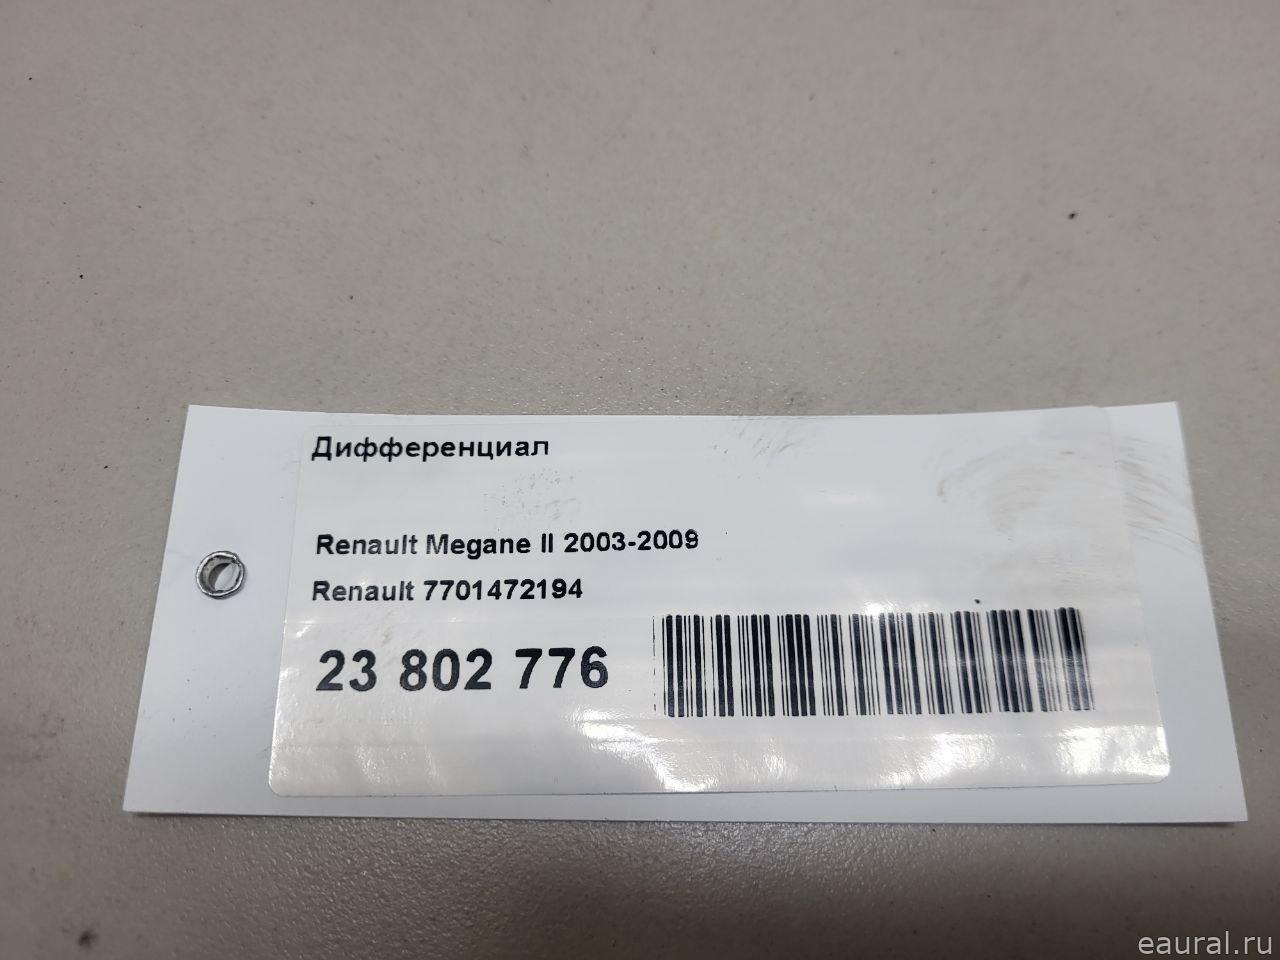 Дифференциал
Renault Megane II 2003-2009
Renault 7701472194
23 802 776
eaural.ru